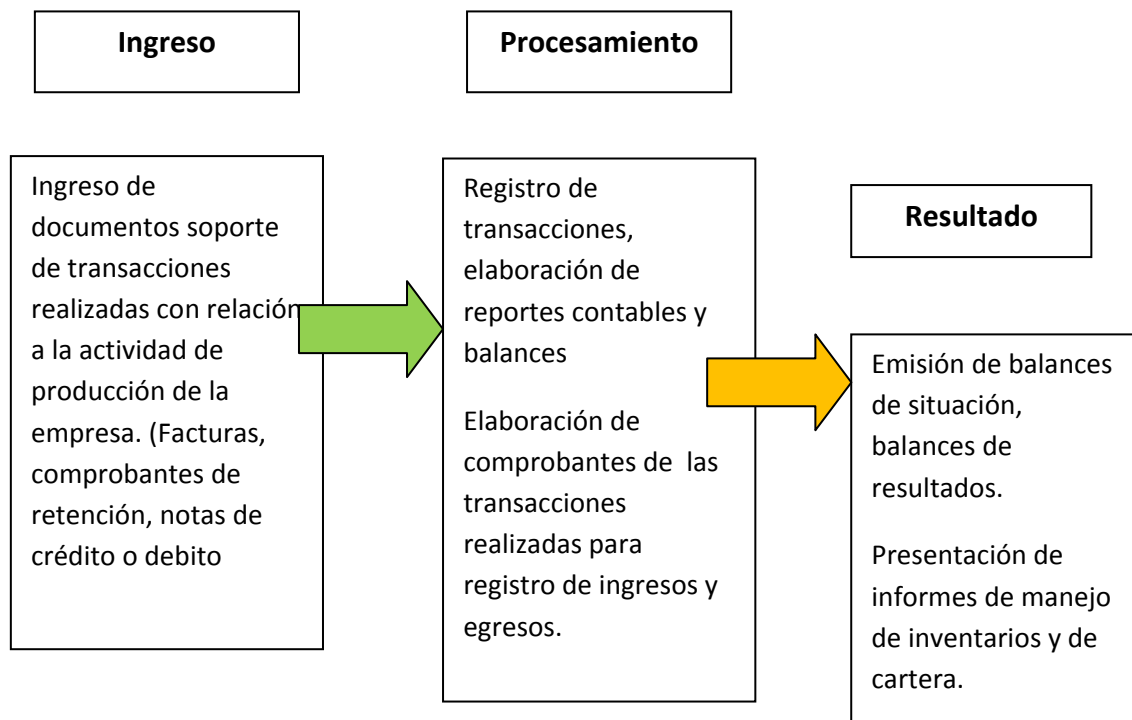 Ingreso
Ingreso de
documentos soporte
de transacciones
realizadas con relación
a la actividad de
producción de la
empresa. (Facturas,
comprobantes de
retención, notas de
crédito o debito
Procesamiento
Registro de
transacciones,
elaboración de
reportes contables y
balances
Elaboración de
comprobantes de  las
transacciones
realizadas para
registro de ingresos y
egresos.
Resultado
Emisión de balances
de situación,
balances de
resultados.
Presentación de
informes de manejo
de inventarios y de
cartera.